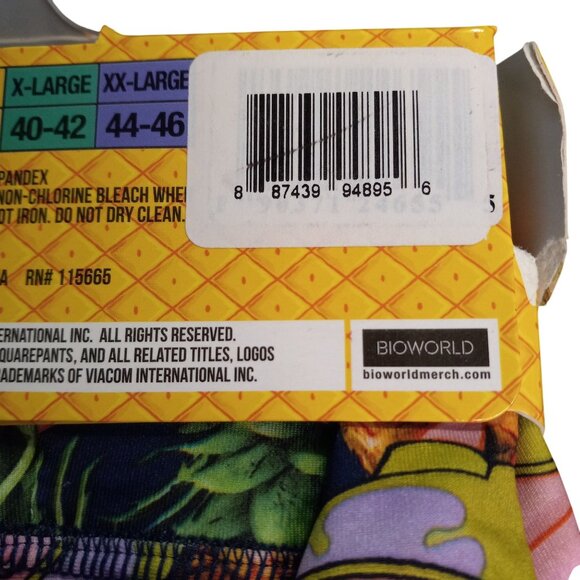 X-LARGE XX-LARGE
40-42 44-46
PANDEX
NON-CHLORINE BLEACH WHE
OT IRON. DO NOT DRY CLEAN.
8 87439 94895 6
A RN# 115665
ERNATIONAL INC. ALL RIGHTS RESERVED.
QUAREPANTS, AND ALL RELATED TITLES, LOGOS
RADEMARKS OF VIACOM INTERNATIONAL INC.
BIOWORLD
bioworldmerch.com